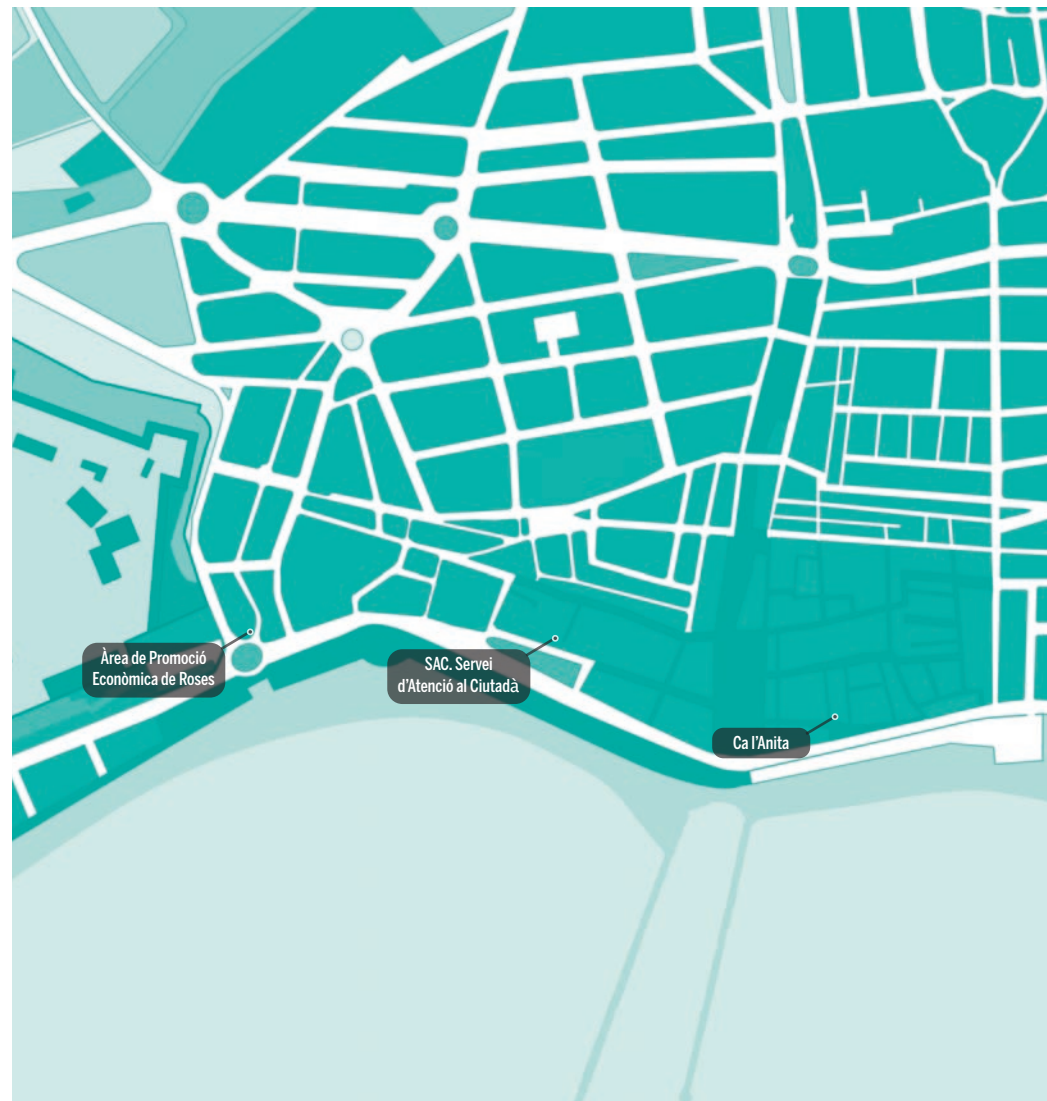 Àrea de Promoció
Econòmica de Roses
SAC. Servei
d'Atenció al Ciutadà
Ca l'Anita